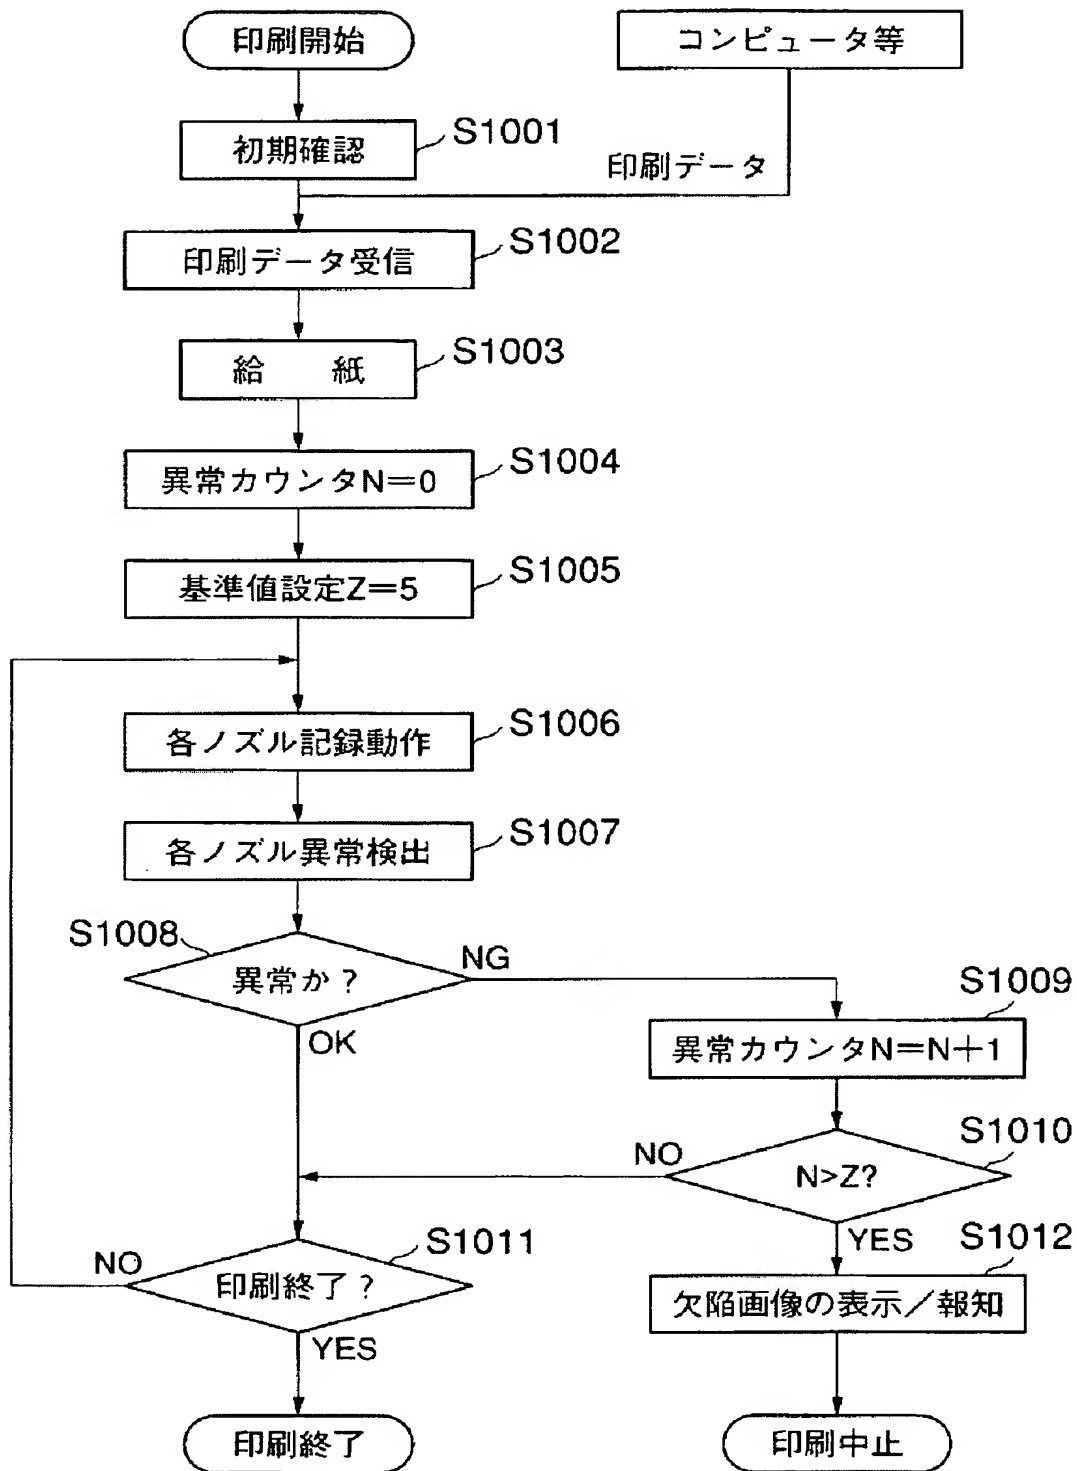 印刷開始
コンピュータ等
初期確認
S1001
印刷データ
印刷データ受信
S1002
給　　紙
S1003
異常カウンタN=0
S1004
基準値設定Z=5
S1005
各ノズル記録動作
S1006
各ノズル異常検出
S1007
S1008
異常か？
NG
OK
S1009
異常カウンタN=N+1
S1010
N>Z?
NO
YES
S1011
印刷終了？
NO
YES
S1012
欠陥画像の表示／報知
印刷終了
印刷中止